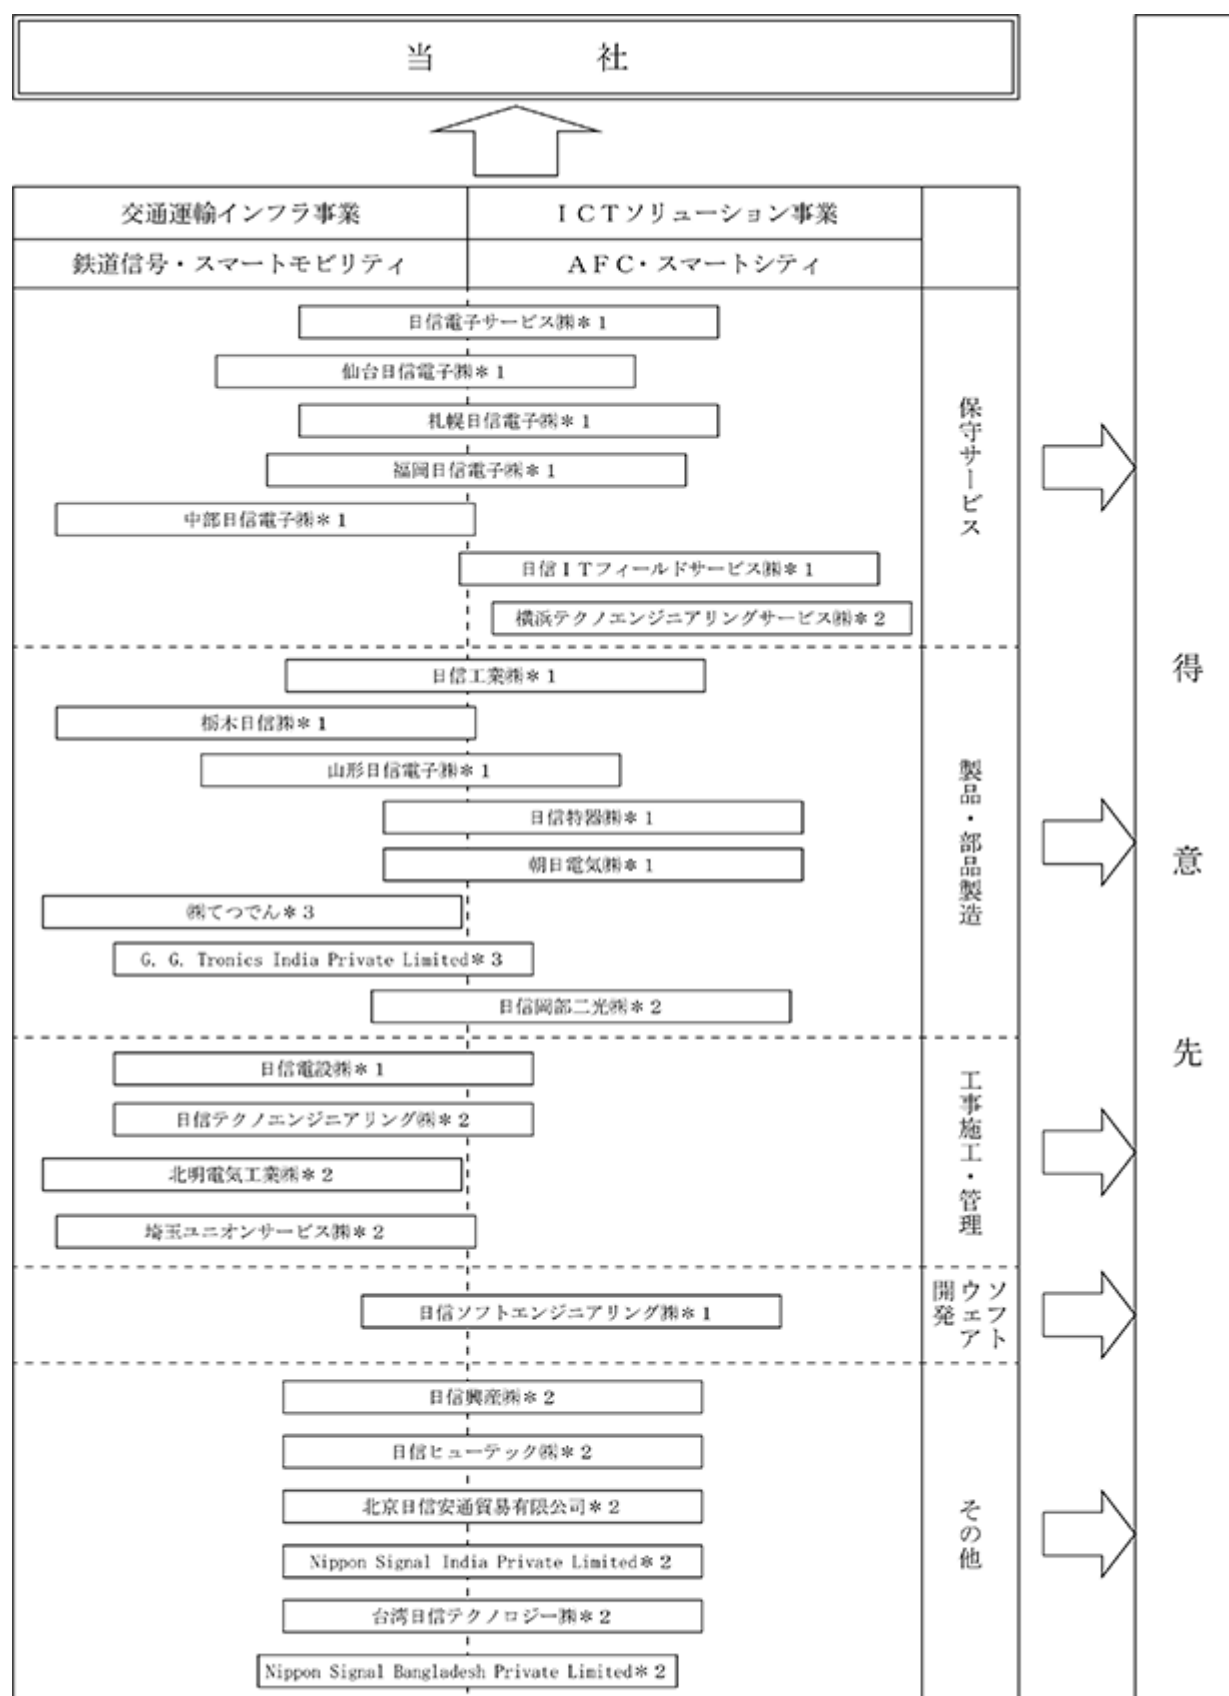 当社
交通運輸インフラ事業
ICTソリューション事業
鉄道信号・スマートモビリティ
AFC・スマートシティ
日信電子サービス㈱＊1
仙台日信電子㈱＊1
札幌日信電子㈱＊1
福岡日信電子㈱＊1
中部日信電子㈱＊1
日信ITフィールドサービス㈱＊1
横浜テクノエンジニアリングサービス㈱＊2
保守サービス
日信工業㈱＊1
栃木日信㈱＊1
山形日信電子㈱＊1
日信特器㈱＊1
朝日電気㈱＊1
㈱てつでん＊3
G. G. Tronics India Private Limited＊3
日信岡部二光㈱＊2
製品・部品製造
日信電設㈱＊1
日信テクノエンジニアリング㈱＊2
北明電気工業㈱＊2
埼玉ユニオンサービス㈱＊2
工事施工・管理
日信ソフトエンジニアリング㈱＊1
ソフト
ウェア
開発
日信興産㈱＊2
日信ヒューテック㈱＊2
北京日信安通貿易有限公司＊2
Nippon Signal India Private Limited＊2
台湾日信テクノロジー㈱＊2
Nippon Signal Bangladesh Private Limited＊2
その他
得意先